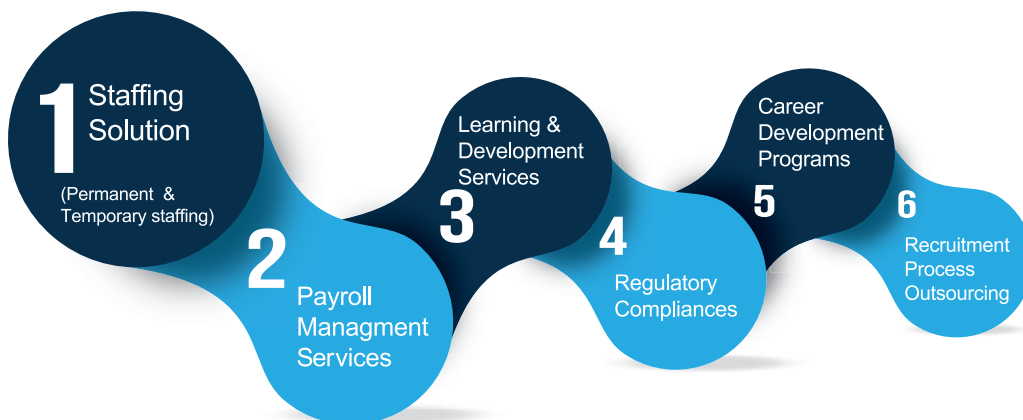 1
Staffing
Solution
(Permanent &
Temporary staffing)
2
Payroll
Managment
Services
3
Learning &
Development
Services
4
Regulatory
Compliances
5
Career
Development
Programs
6
Recruitment
Process
Outsourcing